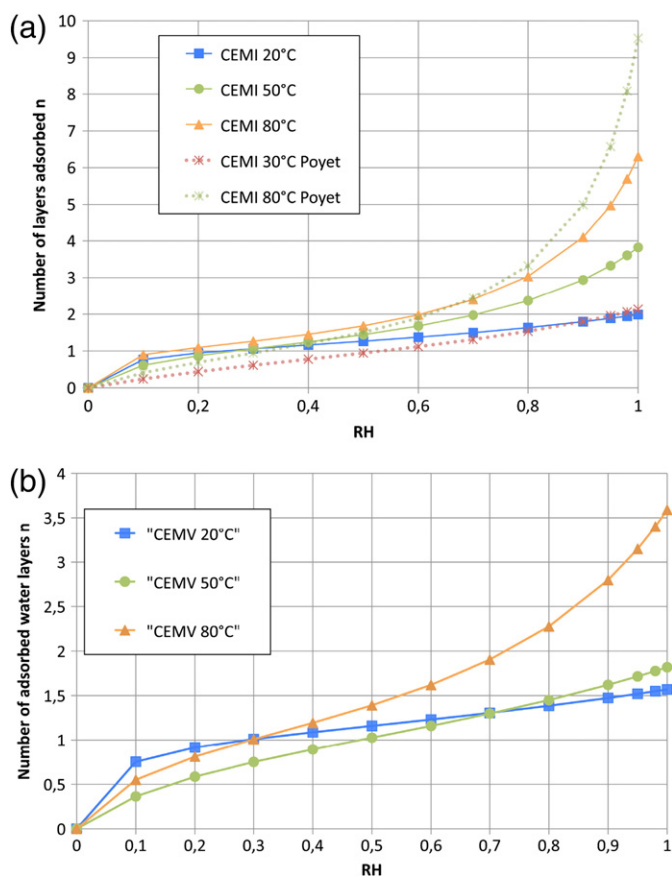 (a)
10
9
8
7
6
5
4
3
2
1
0
Number of layers adsorbed n
CEMI 20°C
CEMI 50°C
CEMI 80°C
CEMI 30°C Poyet
CEMI 80°C Poyet
0 0,2 0,4 0,6 0,8 1
RH
(b)
4
3,5
3
2,5
2
1,5
1
0,5
0
Number of adsorbed water layers n
"CEMV 20°C"
"CEMV 50°C"
"CEMV 80°C"
0 0,1 0,2 0,3 0,4 0,5 0,6 0,7 0,8 0,9 1
RH